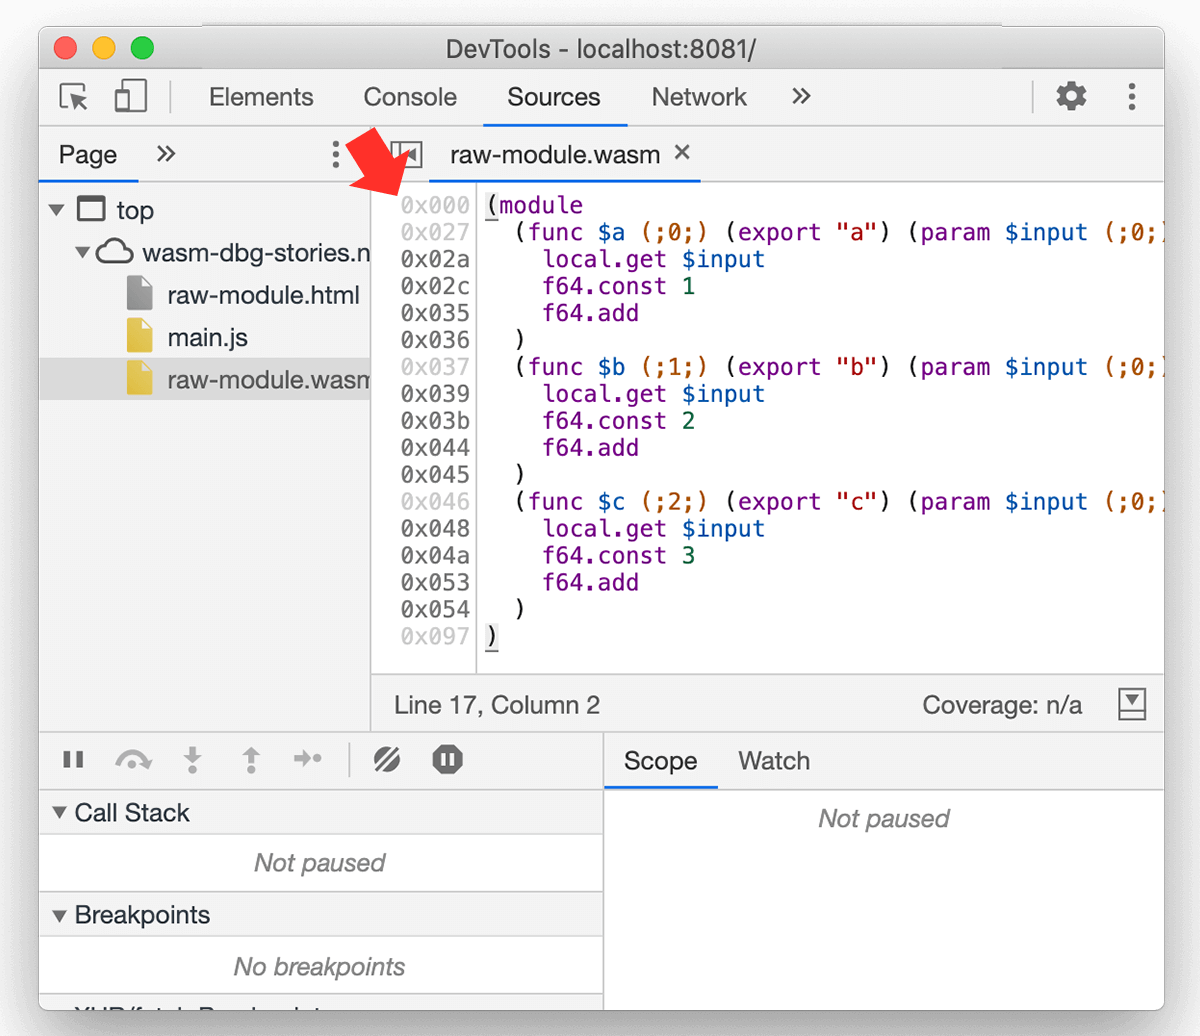 DevTools - localhost:8081/
Elements Console Sources Network »
Page » raw-module.wasm ×
top
wasm-dbg-stories.n
raw-module.html
main.js
raw-module.wasm
0x000 (module
0x027 (func $a (;0;) (export "a") (param $input (;0;)
0x02a local.get $input
0x02c f64.const 1
0x035 f64.add
0x036 )
0x037 (func $b (;1;) (export "b") (param $input (;0;)
0x039 local.get $input
0x03b f64.const 2
0x044 f64.add
0x045 )
0x046 (func $c (;2;) (export "c") (param $input (;0;)
0x048 local.get $input
0x04a f64.const 3
0x053 f64.add
0x054 )
0x097 )
Line 17, Column 2 Coverage: n/a
Scope Watch
Not paused
Call Stack
Not paused
Breakpoints
No breakpoints